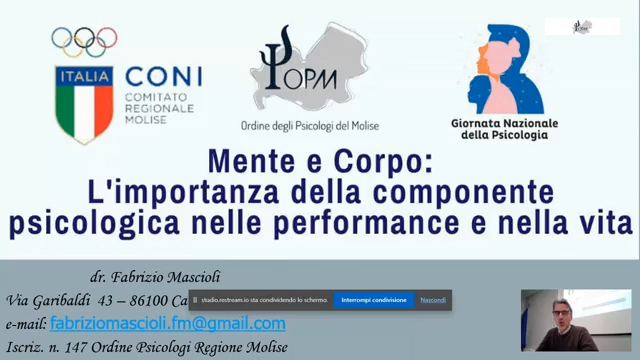 ITALIA
CONI
COMITATO
REGIONALE
MOLISE
OPM
Ordine degli Psicologi del Molise
Giornata Nazionale
della Psicologia
Mente e Corpo:
L'importanza della componente
psicologica nelle performance e nella vita
dr. Fabrizio Mascioli
Via Garibaldi 43 – 86100 Ca
studio.restream.io sta condividendo lo schermo.
Interrompi condivisione
Nascondi
e-mail: fabriziomascioli.fm@gmail.com
Iscriz. n. 147 Ordine Psicologi Regione Molise